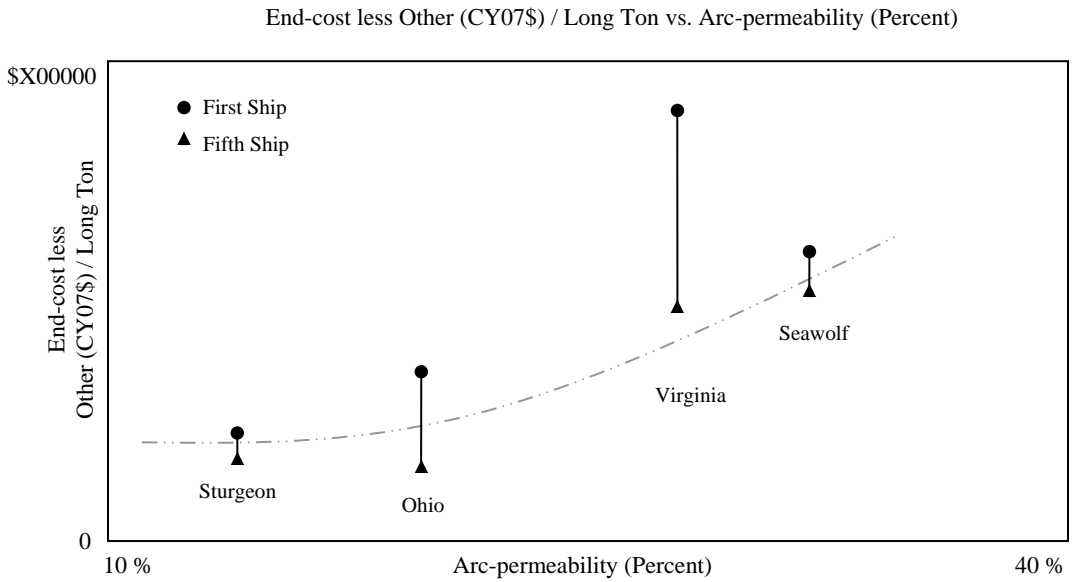 End-cost less Other (CY07$) / Long Ton vs. Arc-permeability (Percent)
$X00000
First Ship
Fifth Ship
End-cost less
Other (CY07$) / Long Ton
Seawolf
Virginia
Sturgeon
Ohio
0
10 %
Arc-permeability (Percent)
40 %